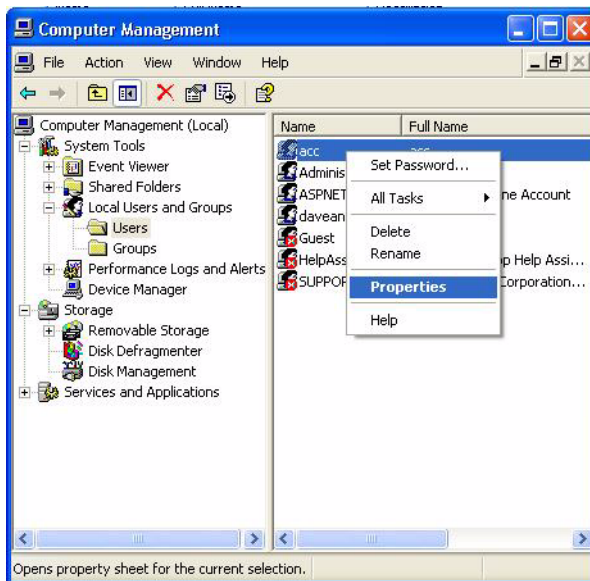 Computer Management
File Action View Window Help
Computer Management (Local)
System Tools
Event Viewer
Shared Folders
Local Users and Groups
Users
Groups
Performance Logs and Alerts
Device Manager
Storage
Removable Storage
Disk Defragmenter
Disk Management
Services and Applications
Name Full Name
acc acc
Adminis
ASPNET ne Account
davean
Guest
HelpAss p Help Assi...
SUPPOR Corporation...
Set Password...
All Tasks
Delete
Rename
Properties
Help
Opens property sheet for the current selection.